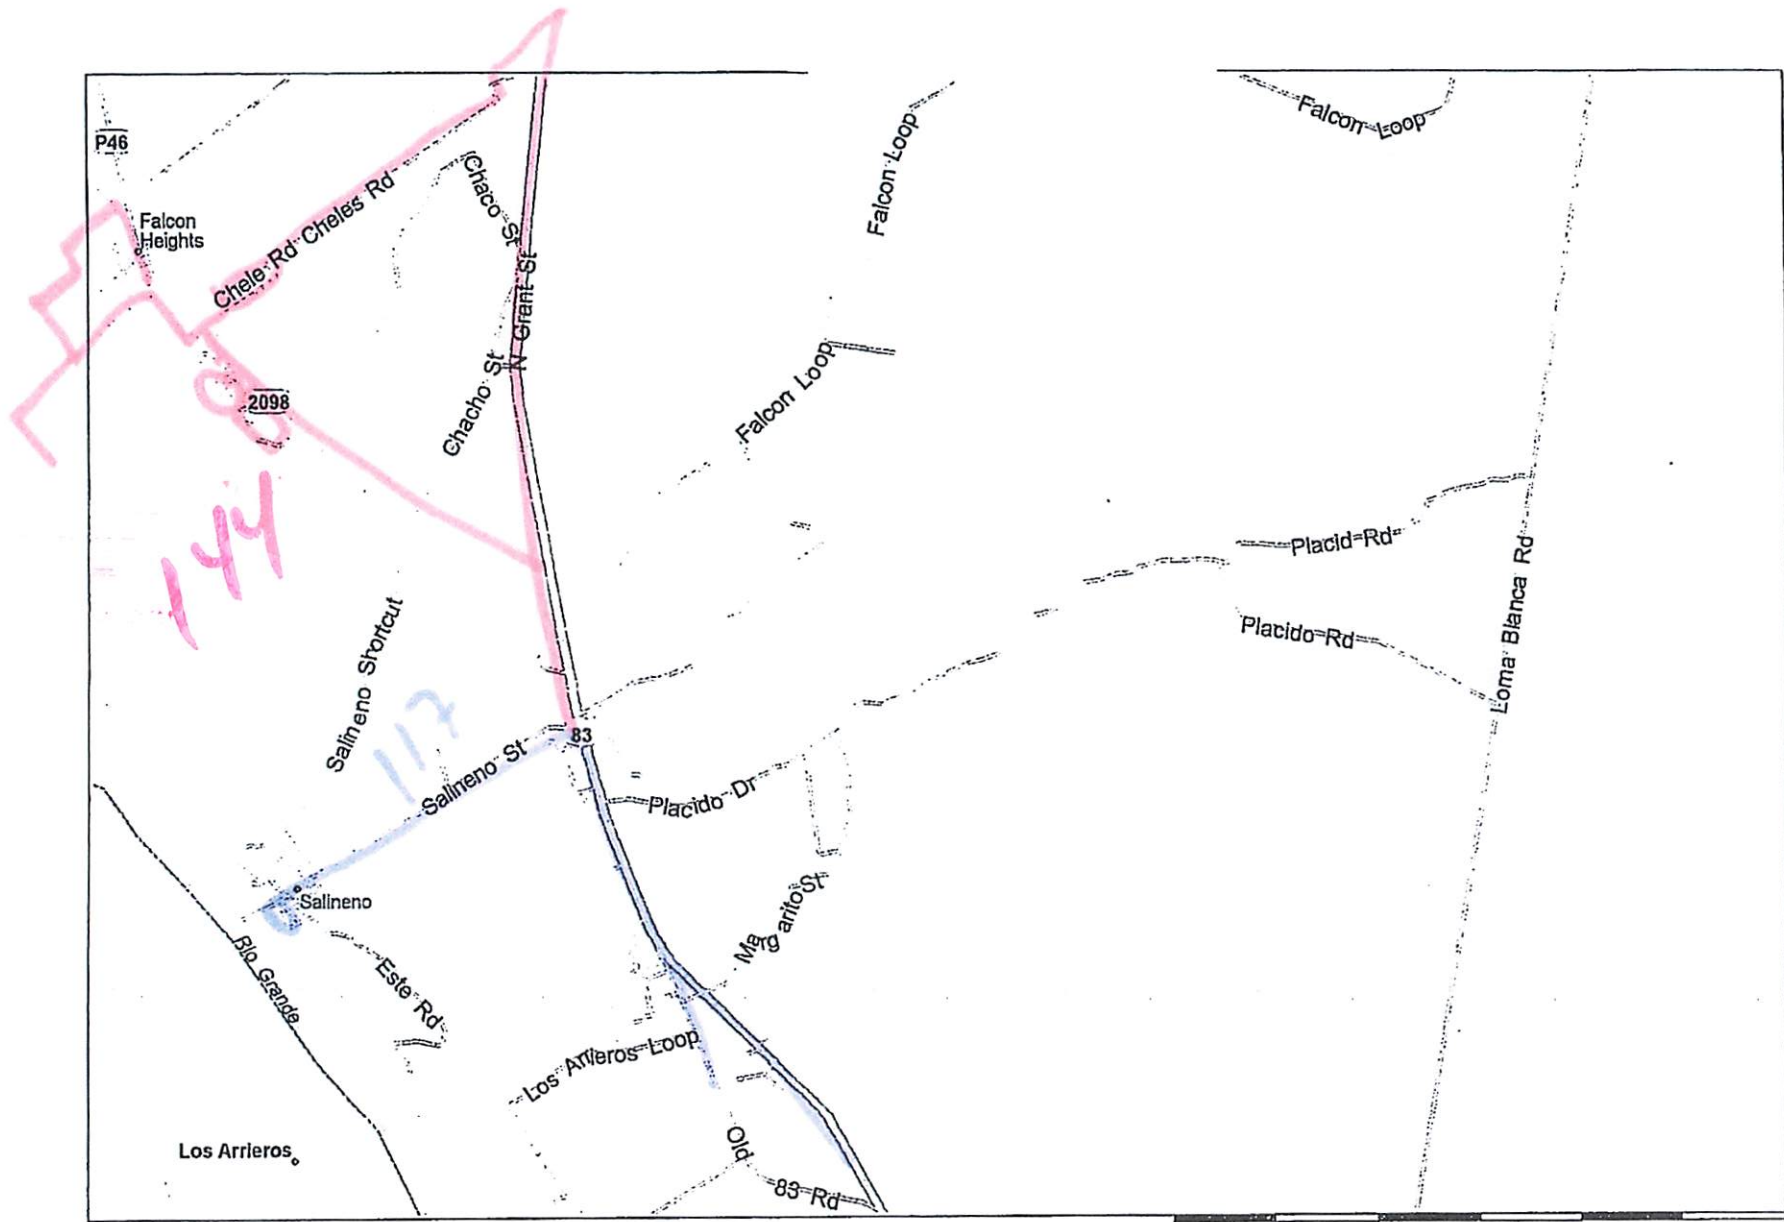 P46
Falcon Loop
Falcon Loop
Falcon
Heights
Chaco St
Chele Rd
Cheles Rd
N Grant St
Chacho St
Falcon Loop
2098
144
Placid Rd
Salineno Shortcut
Placido Rd
Loma Blanca Rd
117
83
Salineno St
Placido Dr
Salineno
Margarito St
Rio Grande
Este Rd
Los Arrieros Loop
Los Arrieros
Old
83 Rd